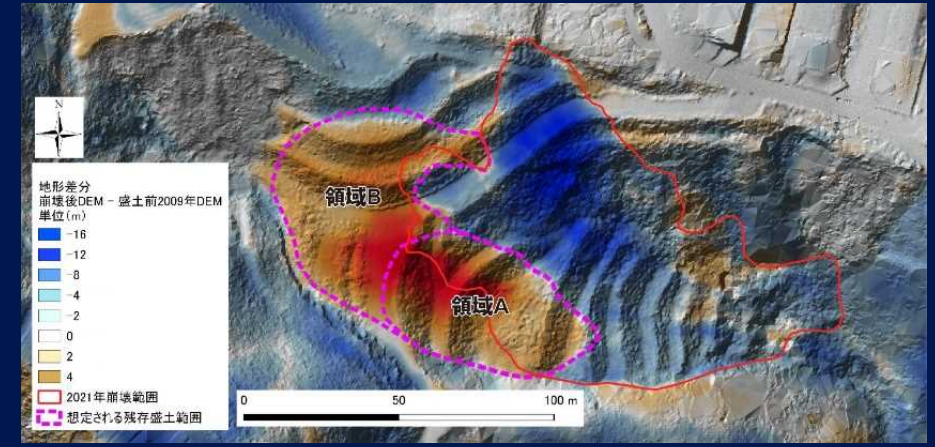 N
地形差分
崩壊後DEM - 盛土前2009年DEM
単位(m)
-16
-12
-8
-4
-2
0
2
4
2021年崩壊範囲
想定される残存盛土範囲
領域B
領域A
0 50 100 m